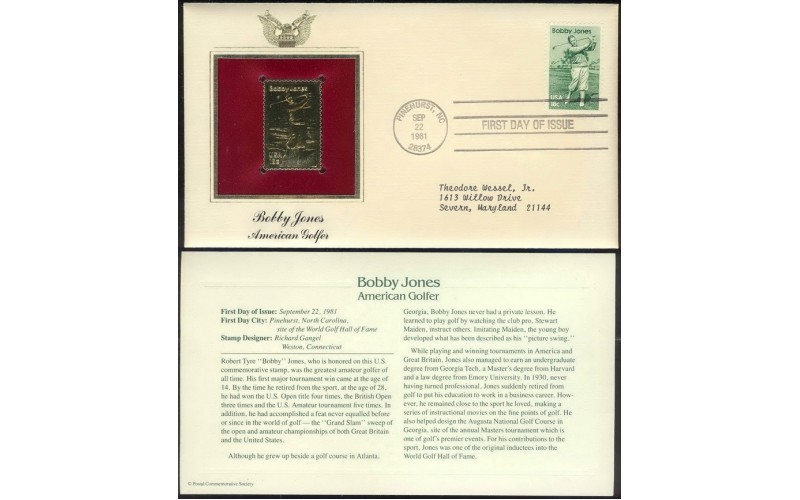 Bobby Jones
USA 18c
Bobby Jones
USA
18c
PINEHURST, NC
SEP
22
1981
28374
FIRST DAY OF ISSUE
Theodore Wessel, Jr.
1613 Willow Drive
Severn, Maryland 21144
Bobby Jones
American Golfer
Bobby Jones
American Golfer
First Day of Issue: September 22, 1981
First Day City: Pinehurst, North Carolina,
site of the World Golf Hall of Fame
Stamp Designer: Richard Gangel
Weston, Connecticut
Robert Tyre "Bobby" Jones, who is honored on this U.S.
commemorative stamp, was the greatest amateur golfer of
all time. His first major tournament win came at the age of
14. By the time he retired from the sport, at the age of 28,
he had won the U.S. Open title four times, the British Open
three times and the U.S. Amateur tournament five times. In
addition, he had accomplished a feat never equalled before
or since in the world of golf — the "Grand Slam" sweep of
the open and amateur championships of both Great Britain
and the United States.
Although he grew up beside a golf course in Atlanta,
Georgia, Bobby Jones never had a private lesson. He
learned to play golf by watching the club pro, Stewart
Maiden, instruct others. Imitating Maiden, the young boy
developed what has been described as his "picture swing."
While playing and winning tournaments in America and
Great Britain, Jones also managed to earn an undergraduate
degree from Georgia Tech, a Master's degree from Harvard
and a law degree from Emory University. In 1930, never
having turned professional, Jones suddenly retired from
golf to put his education to work in a business career. How-
ever, he remained close to the sport he loved, making a
series of instructional movies on the fine points of golf. He
also helped design the Augusta National Golf Course in
Georgia, site of the annual Masters tournament which is
one of golf's premier events. For his contributions to the
sport, Jones was one of the original inductees into the
World Golf Hall of Fame.
© Postal Commemorative Society